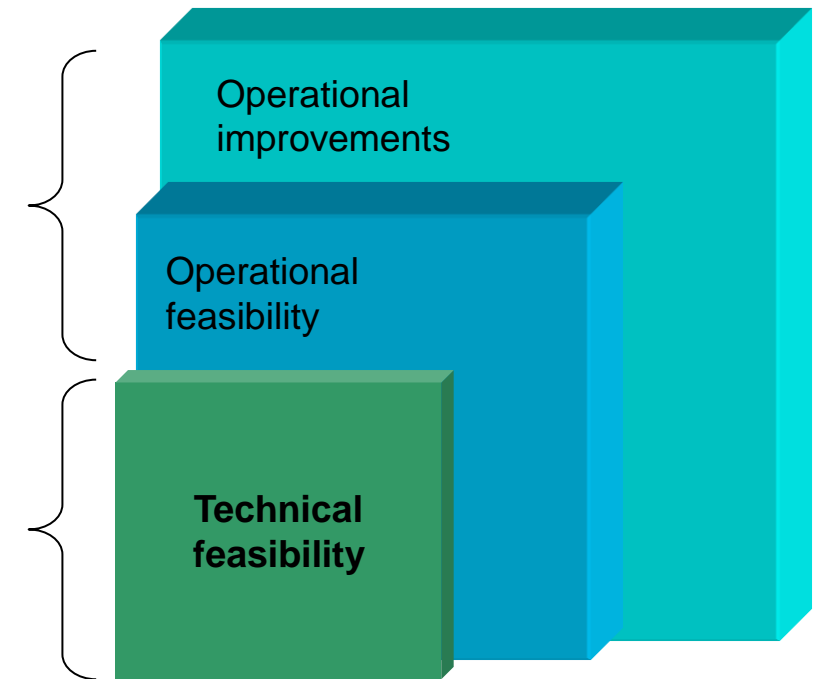 Operational
improvements
Operational
feasibility
Technical
feasibility